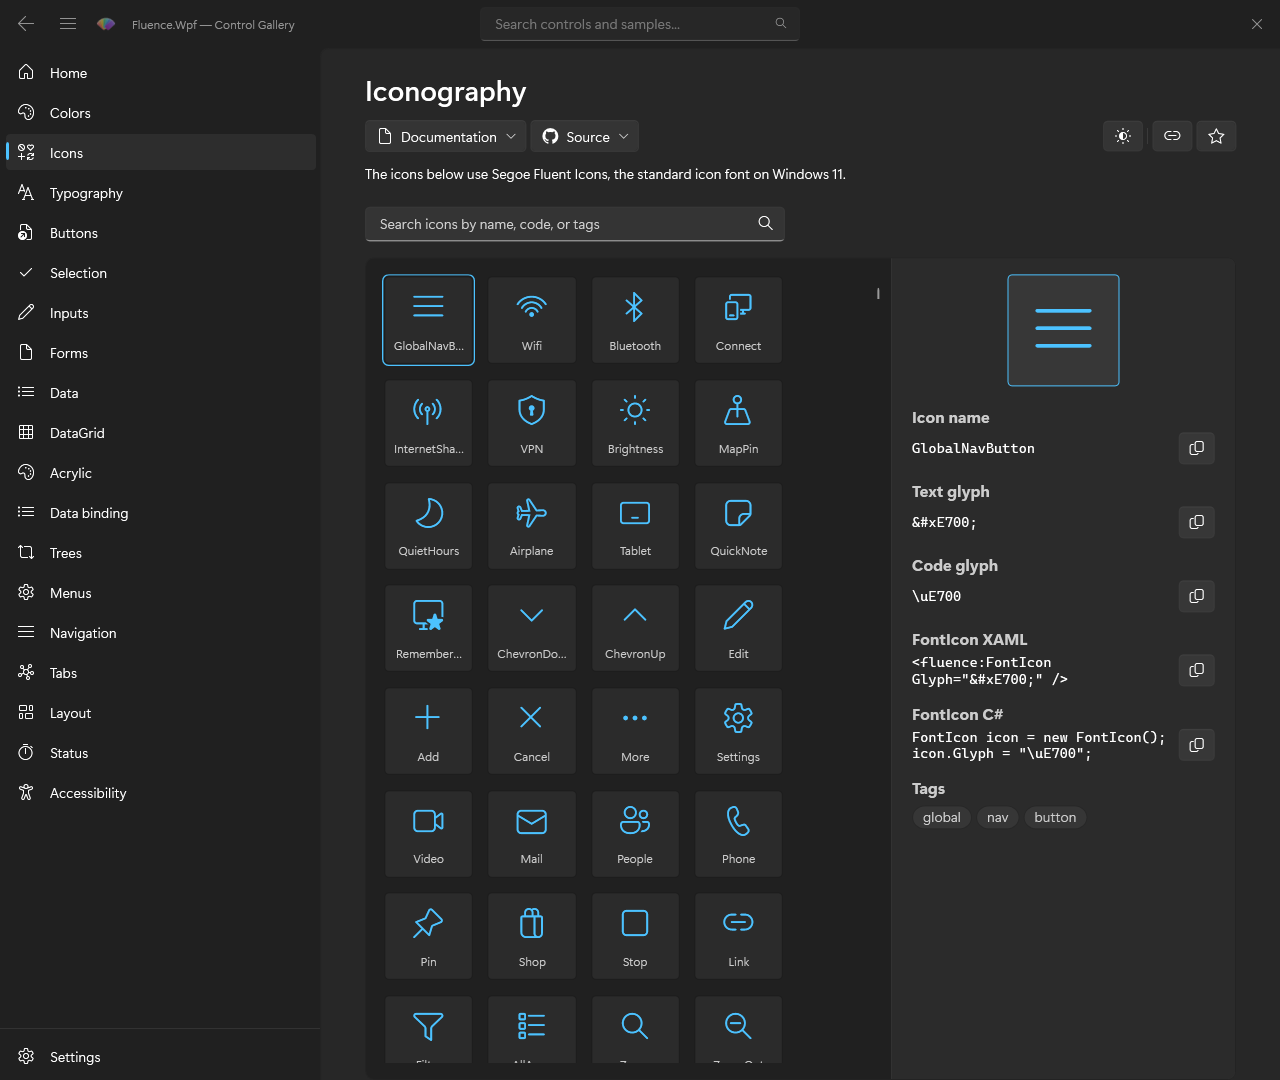 Fluence.Wpf — Control Gallery
Search controls and samples...
Home
Colors
Icons
Typography
Buttons
Selection
Inputs
Forms
Data
DataGrid
Acrylic
Data binding
Trees
Menus
Navigation
Tabs
Layout
Status
Accessibility
Settings
Iconography
Documentation
Source
The icons below use Segoe Fluent Icons, the standard icon font on Windows 11.
Search icons by name, code, or tags
GlobalNavB...
Wifi
Bluetooth
Connect
InternetSha...
VPN
Brightness
MapPin
QuietHours
Airplane
Tablet
QuickNote
Remember...
ChevronDo...
ChevronUp
Edit
Add
Cancel
More
Settings
Video
Mail
People
Phone
Pin
Shop
Stop
Link
Icon name
GlobalNavButton
Text glyph
&#xE700;
Code glyph
\uE700
FontIcon XAML
<fluence:FontIcon
Glyph="&#xE700;" />
FontIcon C#
FontIcon icon = new FontIcon();
icon.Glyph = "\uE700";
Tags
global
nav
button